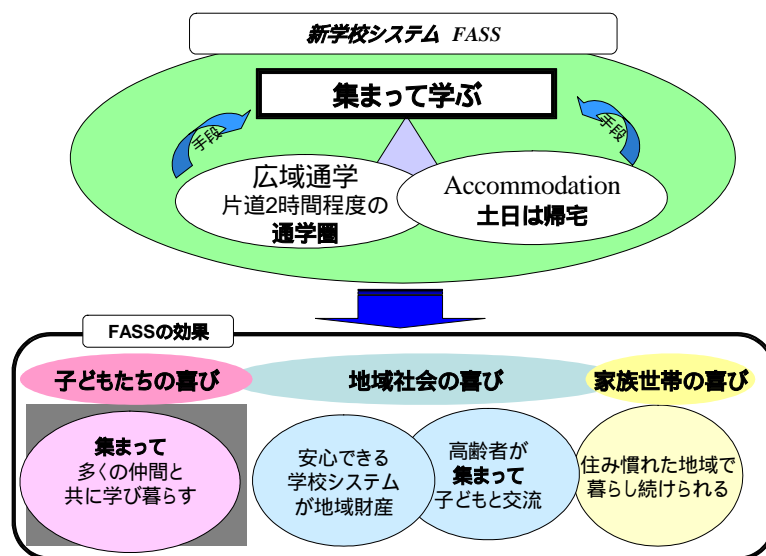 新学校システム FASS
集まって学ぶ
手段
手段
広域通学
片道2時間程度の
通学圏
Accommodation
土日は帰宅
FASSの効果
子どもたちの喜び
地域社会の喜び
家族世帯の喜び
集まって
多くの仲間と
共に学び暮らす
安心できる
学校システム
が地域財産
高齢者が
集まって
子どもと交流
住み慣れた地域で
暮らし続けられる